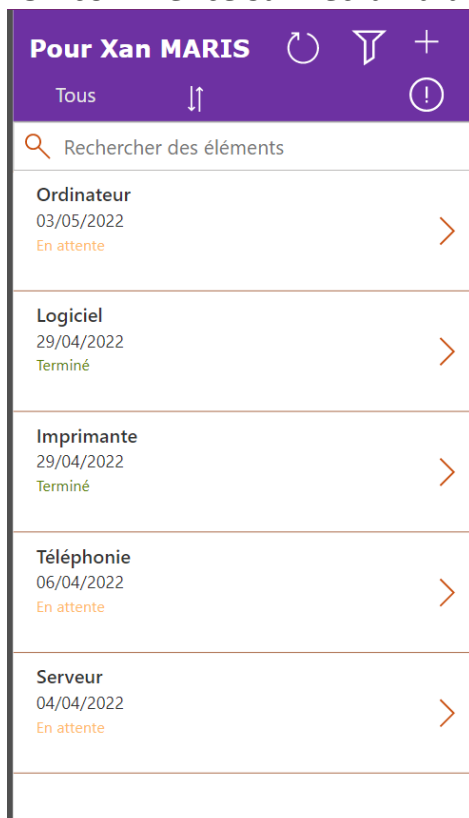 Pour Xan MARIS
Tous
Rechercher des éléments
Ordinateur
03/05/2022
En attente
Logiciel
29/04/2022
Terminé
Imprimante
29/04/2022
Terminé
Téléphonie
06/04/2022
En attente
Serveur
04/04/2022
En attente